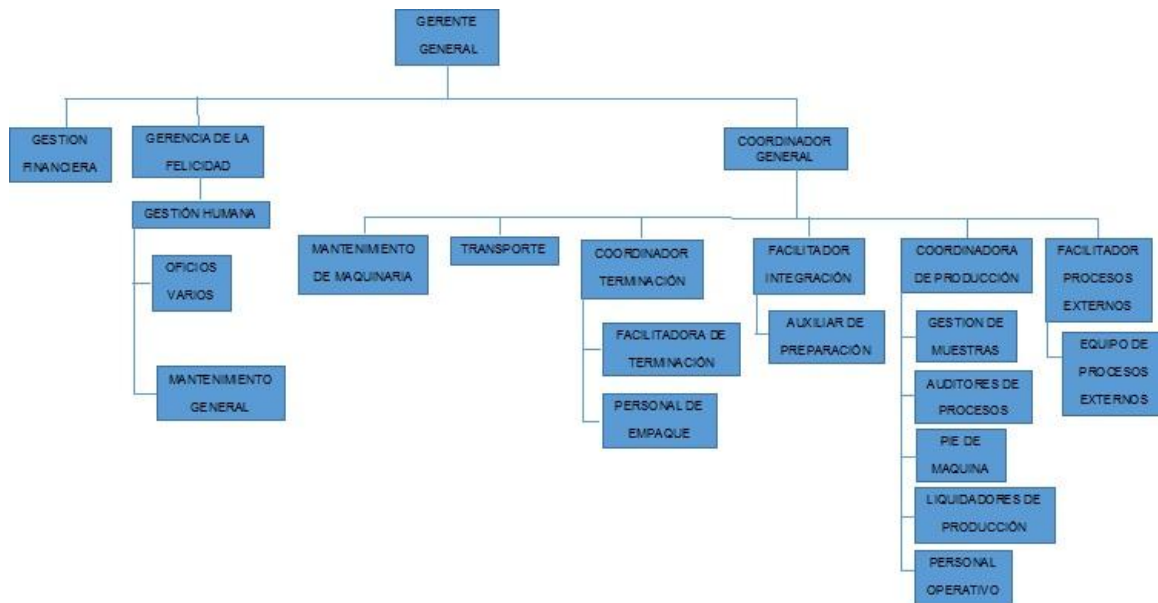 GERENTE
GENERAL
GESTION
FINANCIERA
GERENCIA DE LA
FELICIDAD
COORDINADOR
GENERAL
GESTIÓN HUMANA
MANTENIMIENTO
DE MAQUINARIA
TRANSPORTE
COORDINADOR
TERMINACIÓN
FACILITADOR
INTEGRACIÓN
COORDINADORA
DE PRODUCCIÓN
FACILITADOR
PROCESOS
EXTERNOS
OFICIOS
VARIOS
MANTENIMIENTO
GENERAL
FACILITADORA DE
TERMINACIÓN
PERSONAL DE
EMPAQUE
AUXILIAR DE
PREPARACIÓN
GESTION DE
MUESTRAS
AUDITORES DE
PROCESOS
PIE DE
MAQUINA
LIQUIDADORES DE
PRODUCCIÓN
PERSONAL
OPERATIVO
EQUIPO DE
PROCESOS
EXTERNOS